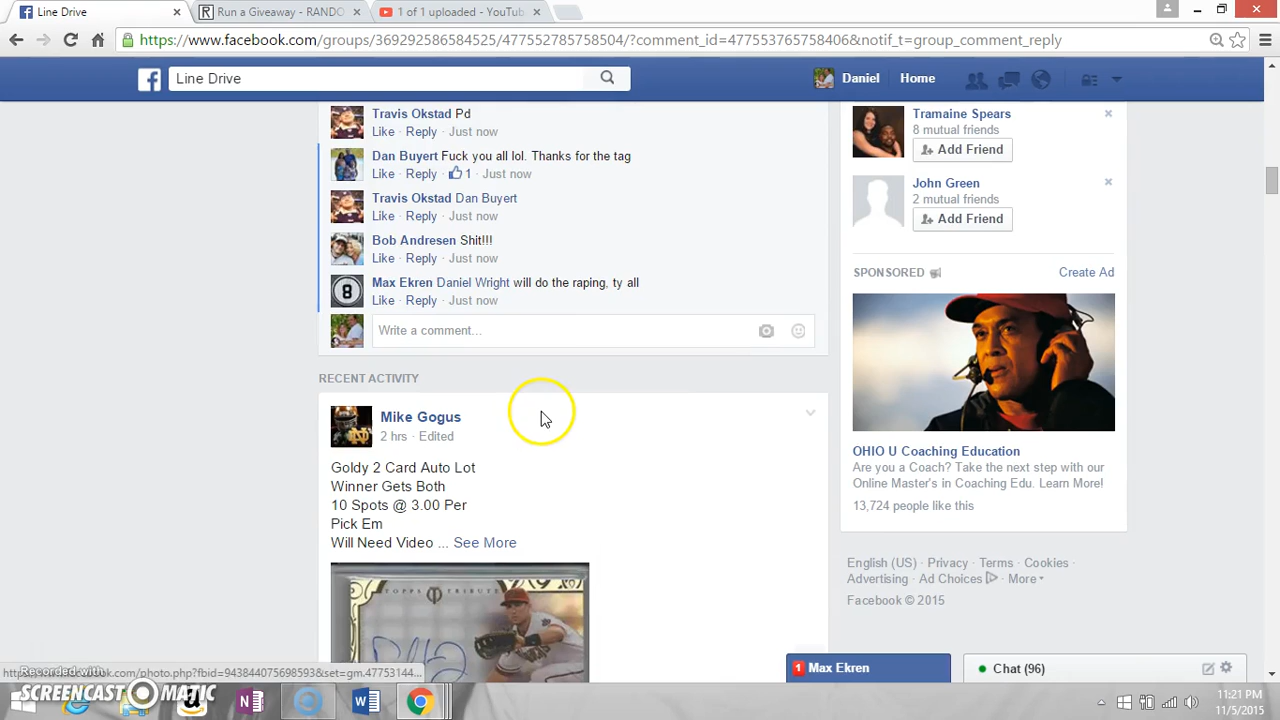 Line Drive
Run a Giveaway - RANDO
1 of 1 uploaded - YouTub
https://www.facebook.com/groups/369292586584525/477552785758504/?comment_id=477553765758406&notif_t=group_comment_reply
Line Drive
Daniel
Home
Travis Okstad Pd
Like · Reply · Just now
Dan Buyert Fuck you all lol. Thanks for the tag
Like · Reply · 1 · Just now
Travis Okstad Dan Buyert
Like · Reply · Just now
Bob Andresen Shit!!!
Like · Reply · Just now
Max Ekren Daniel Wright will do the raping, ty all
Like · Reply · Just now
8
Write a comment...
RECENT ACTIVITY
Mike Gogus
2 hrs · Edited
Goldy 2 Card Auto Lot
Winner Gets Both
10 Spots @ 3.00 Per
Pick Em
Will Need Video ... See More
TOPPS TRIBUTE
Tramaine Spears
8 mutual friends
Add Friend
John Green
2 mutual friends
Add Friend
SPONSORED
Create Ad
OHIO U Coaching Education
Are you a Coach? Take the next step with our
Online Master's in Coaching Edu. Learn More!
13,724 people like this
English (US) · Privacy · Terms · Cookies ·
Advertising · Ad Choices · More
Facebook © 2015
1 Max Ekren
Chat (96)
Recorded with
SCREENCAST MATIC
11:21 PM
11/5/2015